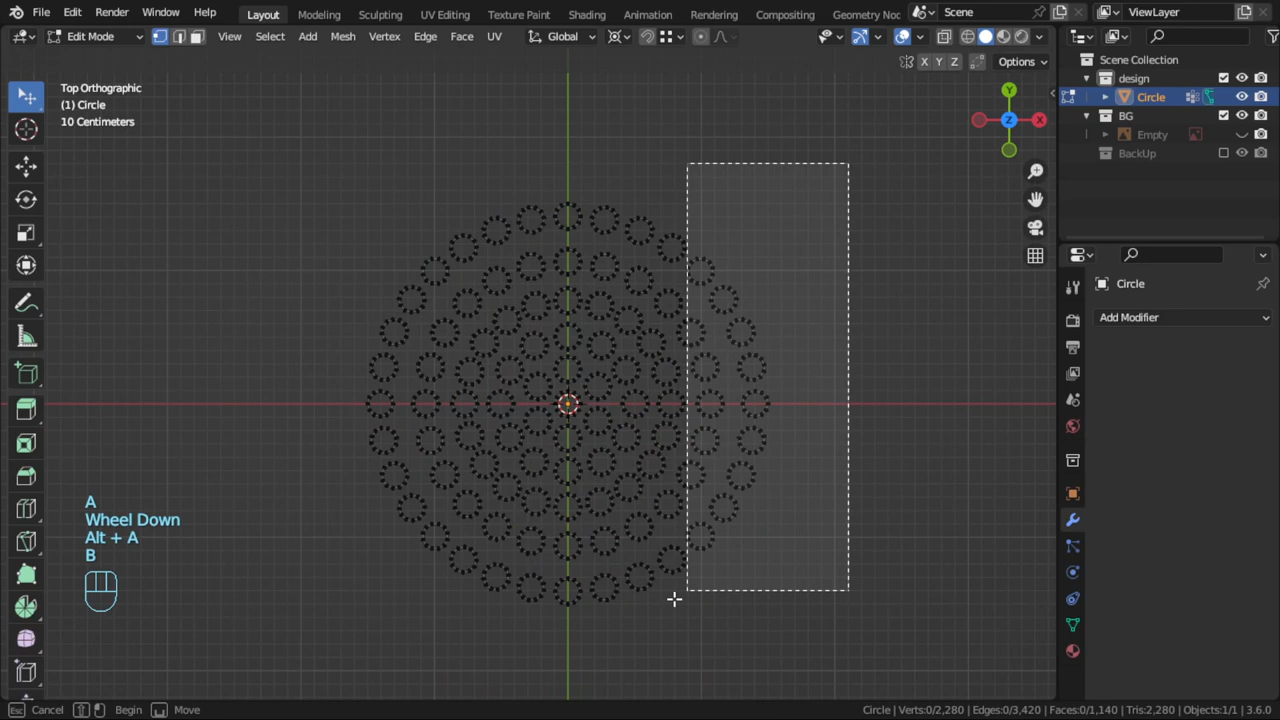 File Edit Render Window Help Layout Modeling Sculpting UV Editing Texture Paint Shading Animation Rendering Compositing Geometry Noc Scene ViewLayer
Edit Mode View Select Add Mesh Vertex Edge Face UV Global
X Y Z Options
Top Orthographic
(1) Circle
10 Centimeters
Y
Z X
Scene Collection
design
Circle
BG
Empty
BackUp
Circle
Add Modifier
A
Wheel Down
Alt + A
B
Esc Cancel Begin Move Circle | Verts:0/2,280 | Edges:0/3,420 | Faces:0/1,140 | Tris:2,280 | Objects:1/1 | 3.6.0